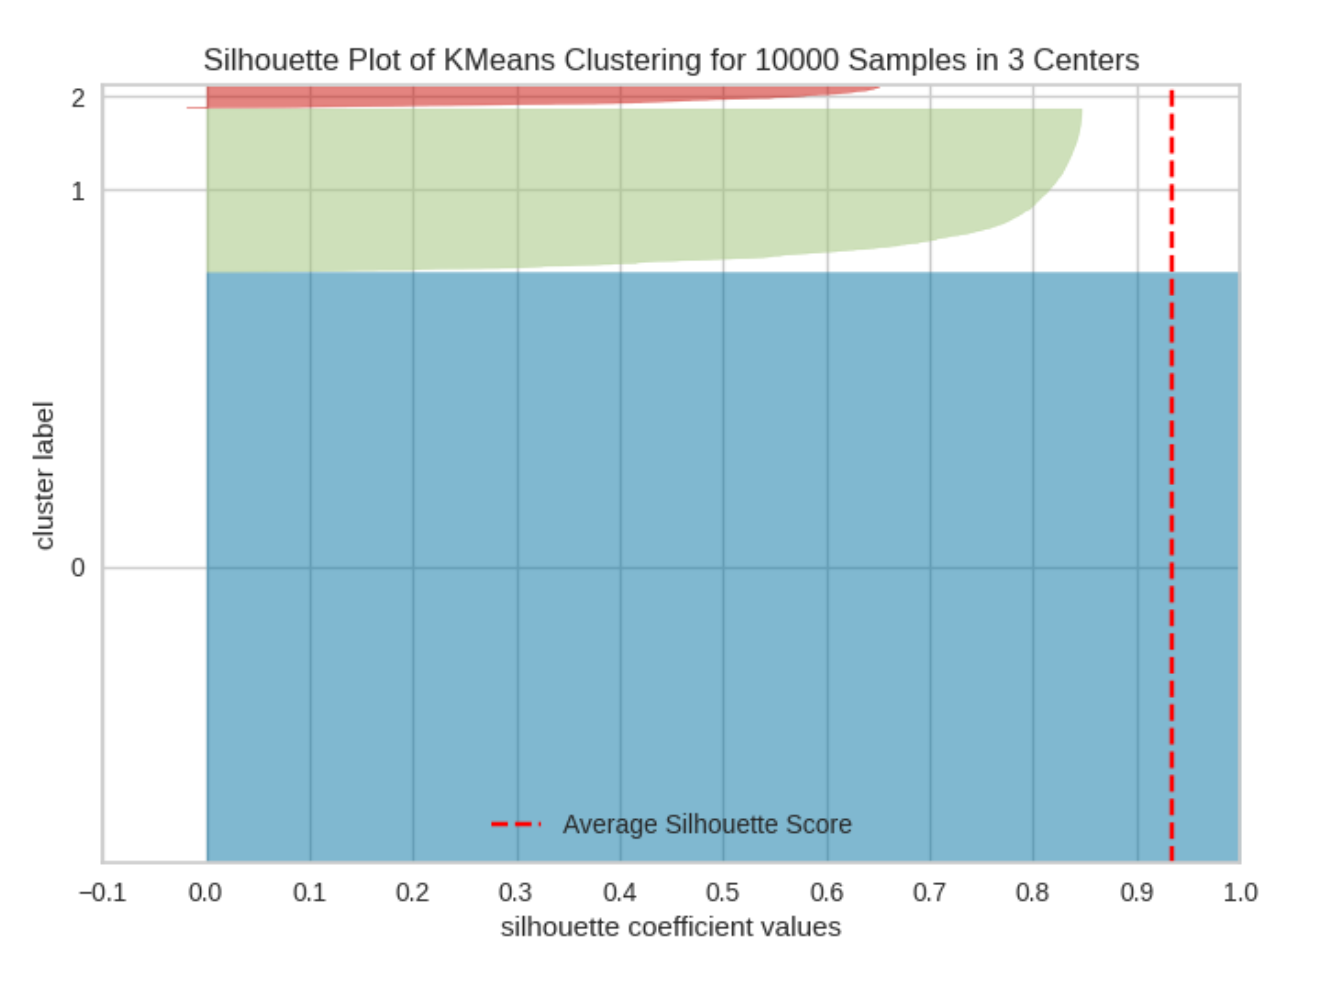 Silhouette Plot of KMeans Clustering for 10000 Samples in 3 Centers
2
1
0
cluster label
Average Silhouette Score
−0.1 0.0 0.1 0.2 0.3 0.4 0.5 0.6 0.7 0.8 0.9 1.0
silhouette coefficient values